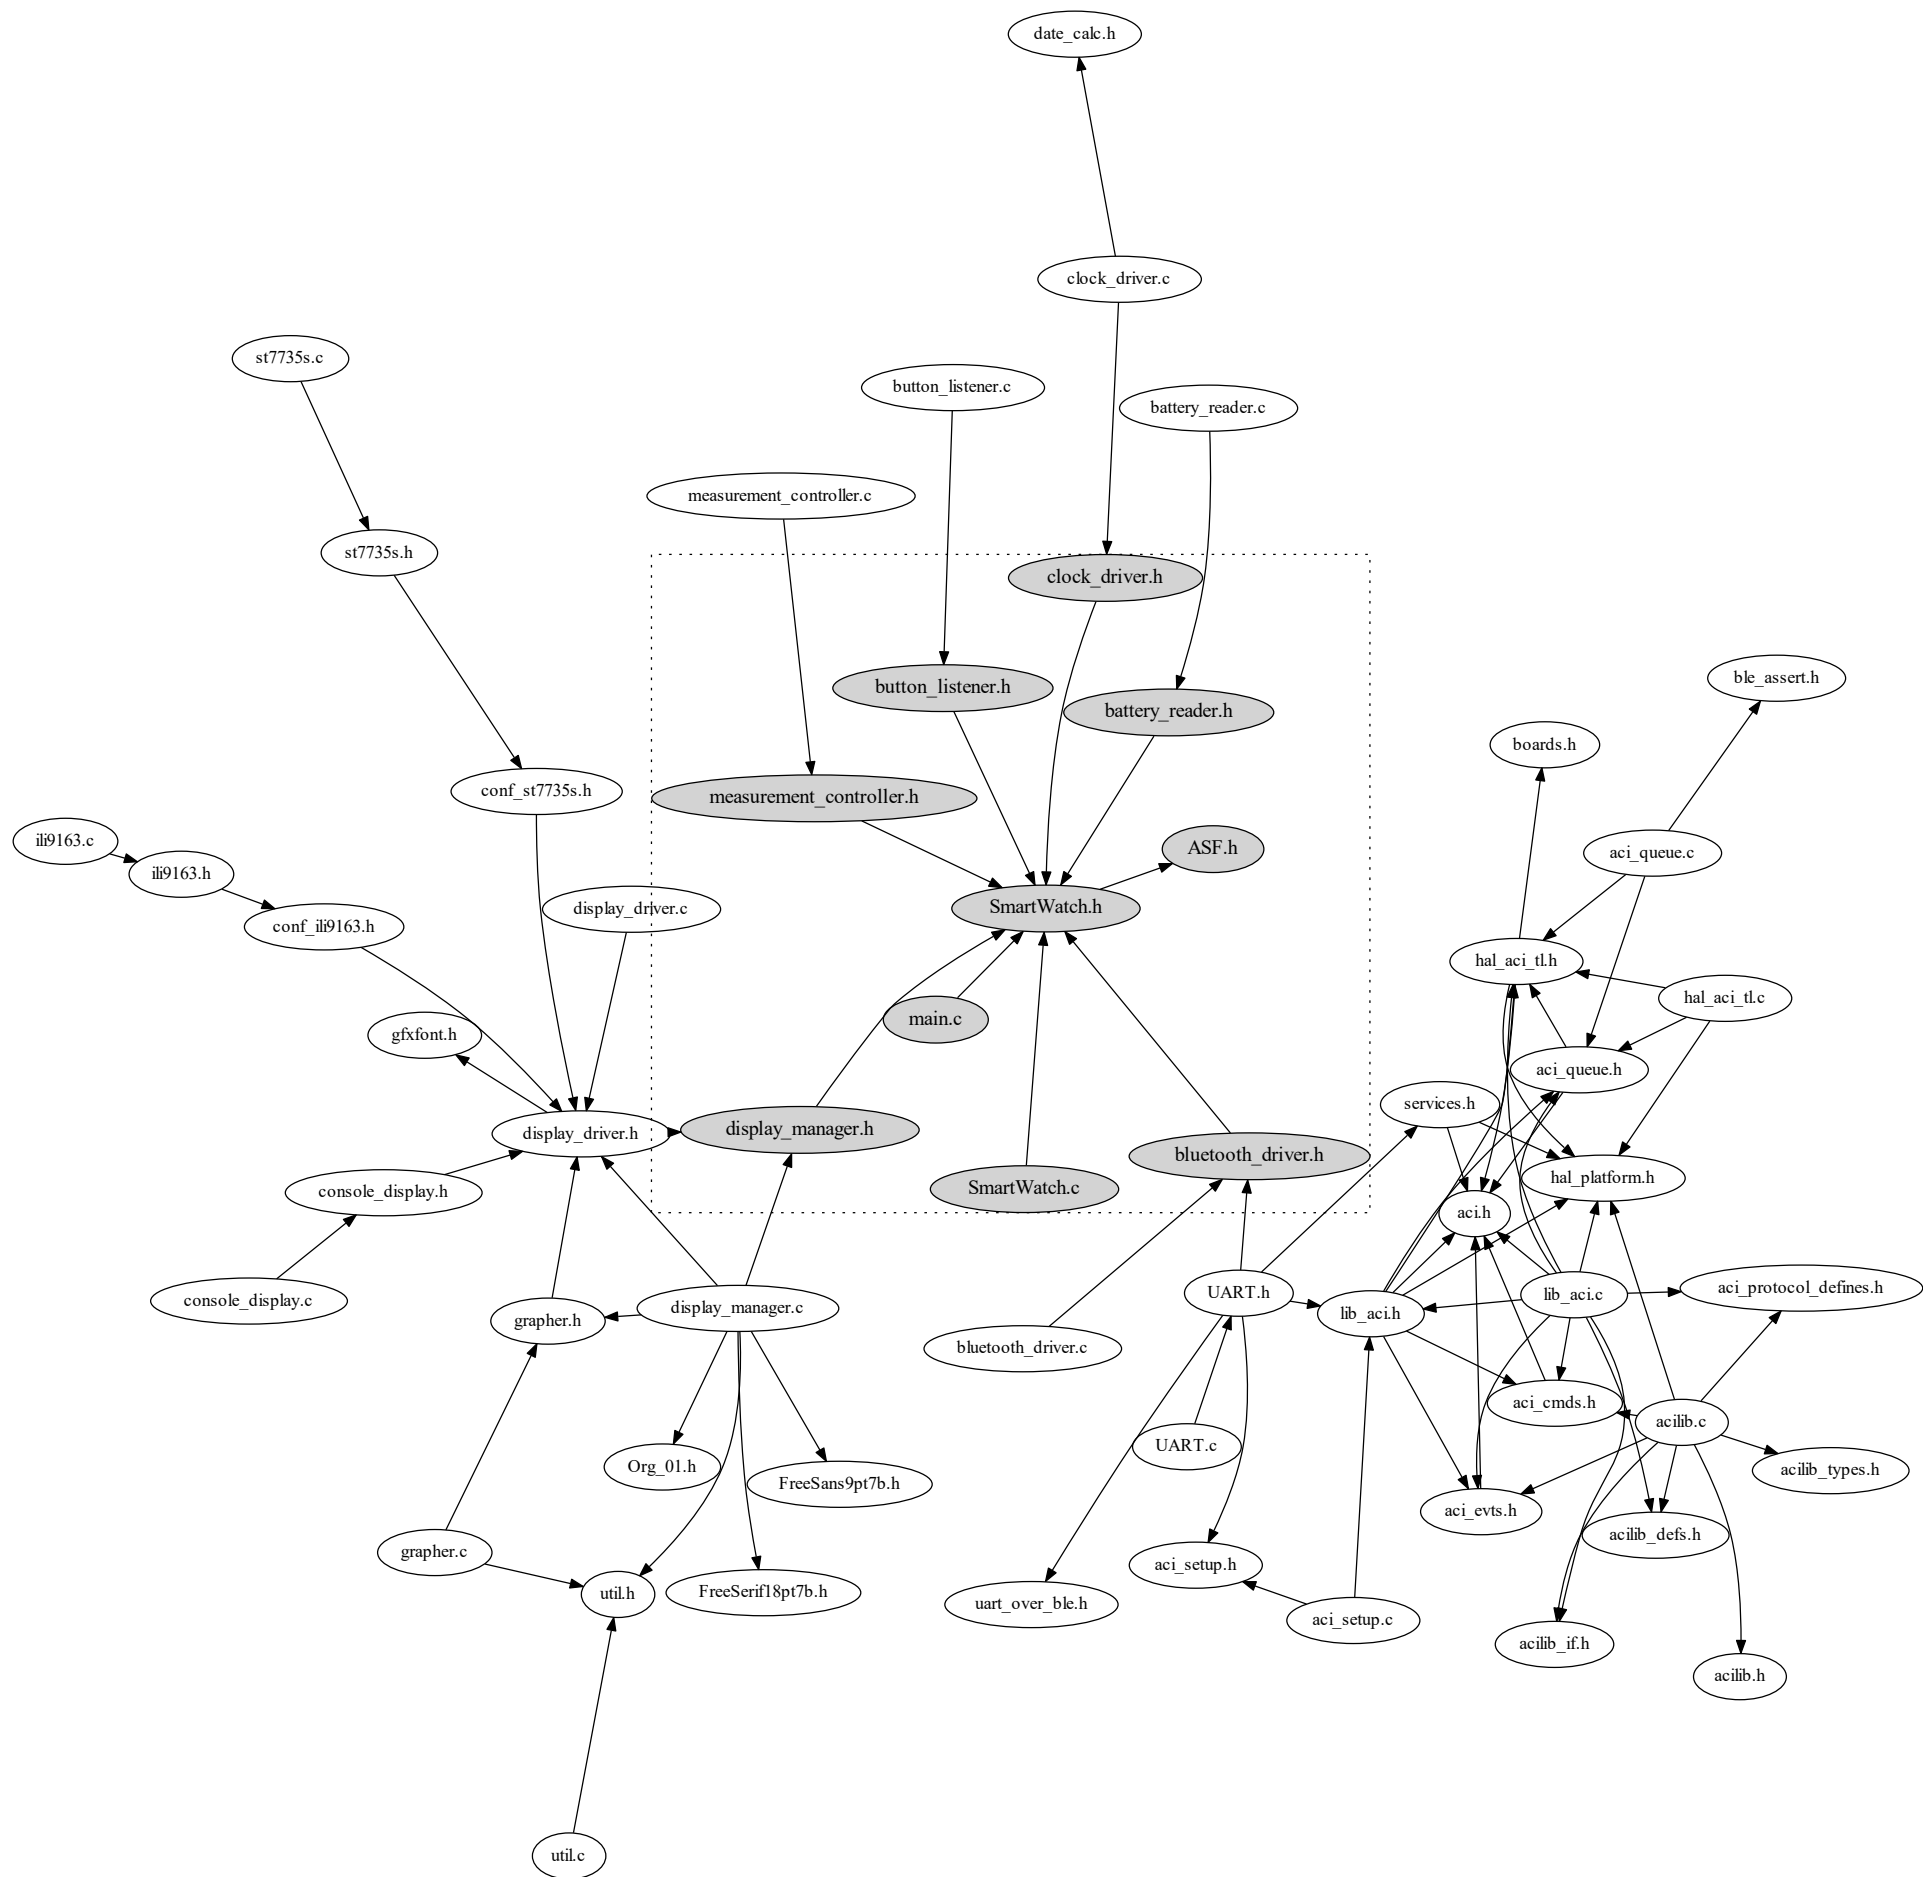 date_calc.h
clock_driver.c
st7735s.c
button_listener.c
battery_reader.c
measurement_controller.c
st7735s.h
clock_driver.h
ble_assert.h
button_listener.h
battery_reader.h
boards.h
conf_st7735s.h
measurement_controller.h
ili9163.c
ASF.h
aci_queue.c
ili9163.h
display_driver.c
SmartWatch.h
conf_ili9163.h
hal_aci_tl.h
hal_aci_tl.c
main.c
gfxfont.h
aci_queue.h
services.h
display_manager.h
display_driver.h
bluetooth_driver.h
hal_platform.h
SmartWatch.c
console_display.h
aci.h
aci_protocol_defines.h
UART.h
lib_aci.c
console_display.c
display_manager.c
lib_aci.h
grapher.h
bluetooth_driver.c
aci_cmds.h
acilib.c
UART.c
Org_01.h
acilib_types.h
FreeSans9pt7b.h
aci_evts.h
acilib_defs.h
grapher.c
aci_setup.h
FreeSerif18pt7b.h
util.h
uart_over_ble.h
aci_setup.c
acilib_if.h
acilib.h
util.c